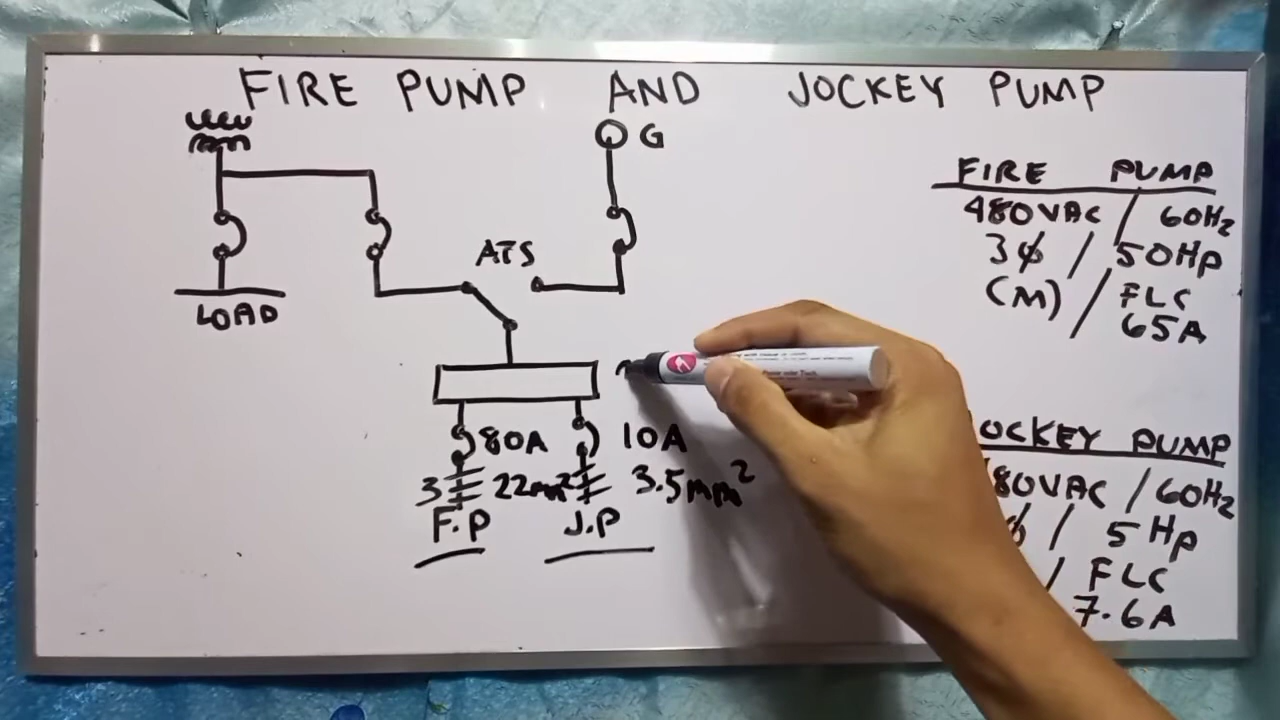 FIRE PUMP AND JOCKEY PUMP
G
ATS
LOAD
80A
10A
3
22mm²
3.5mm²
F.P
J.P
FIRE PUMP
480VAC / 60Hz
3ϕ / 50Hp
(M) / FLC
65A
OCKEY PUMP
80VAC / 60Hz
ϕ / 5 Hp
/ FLC
7.6A